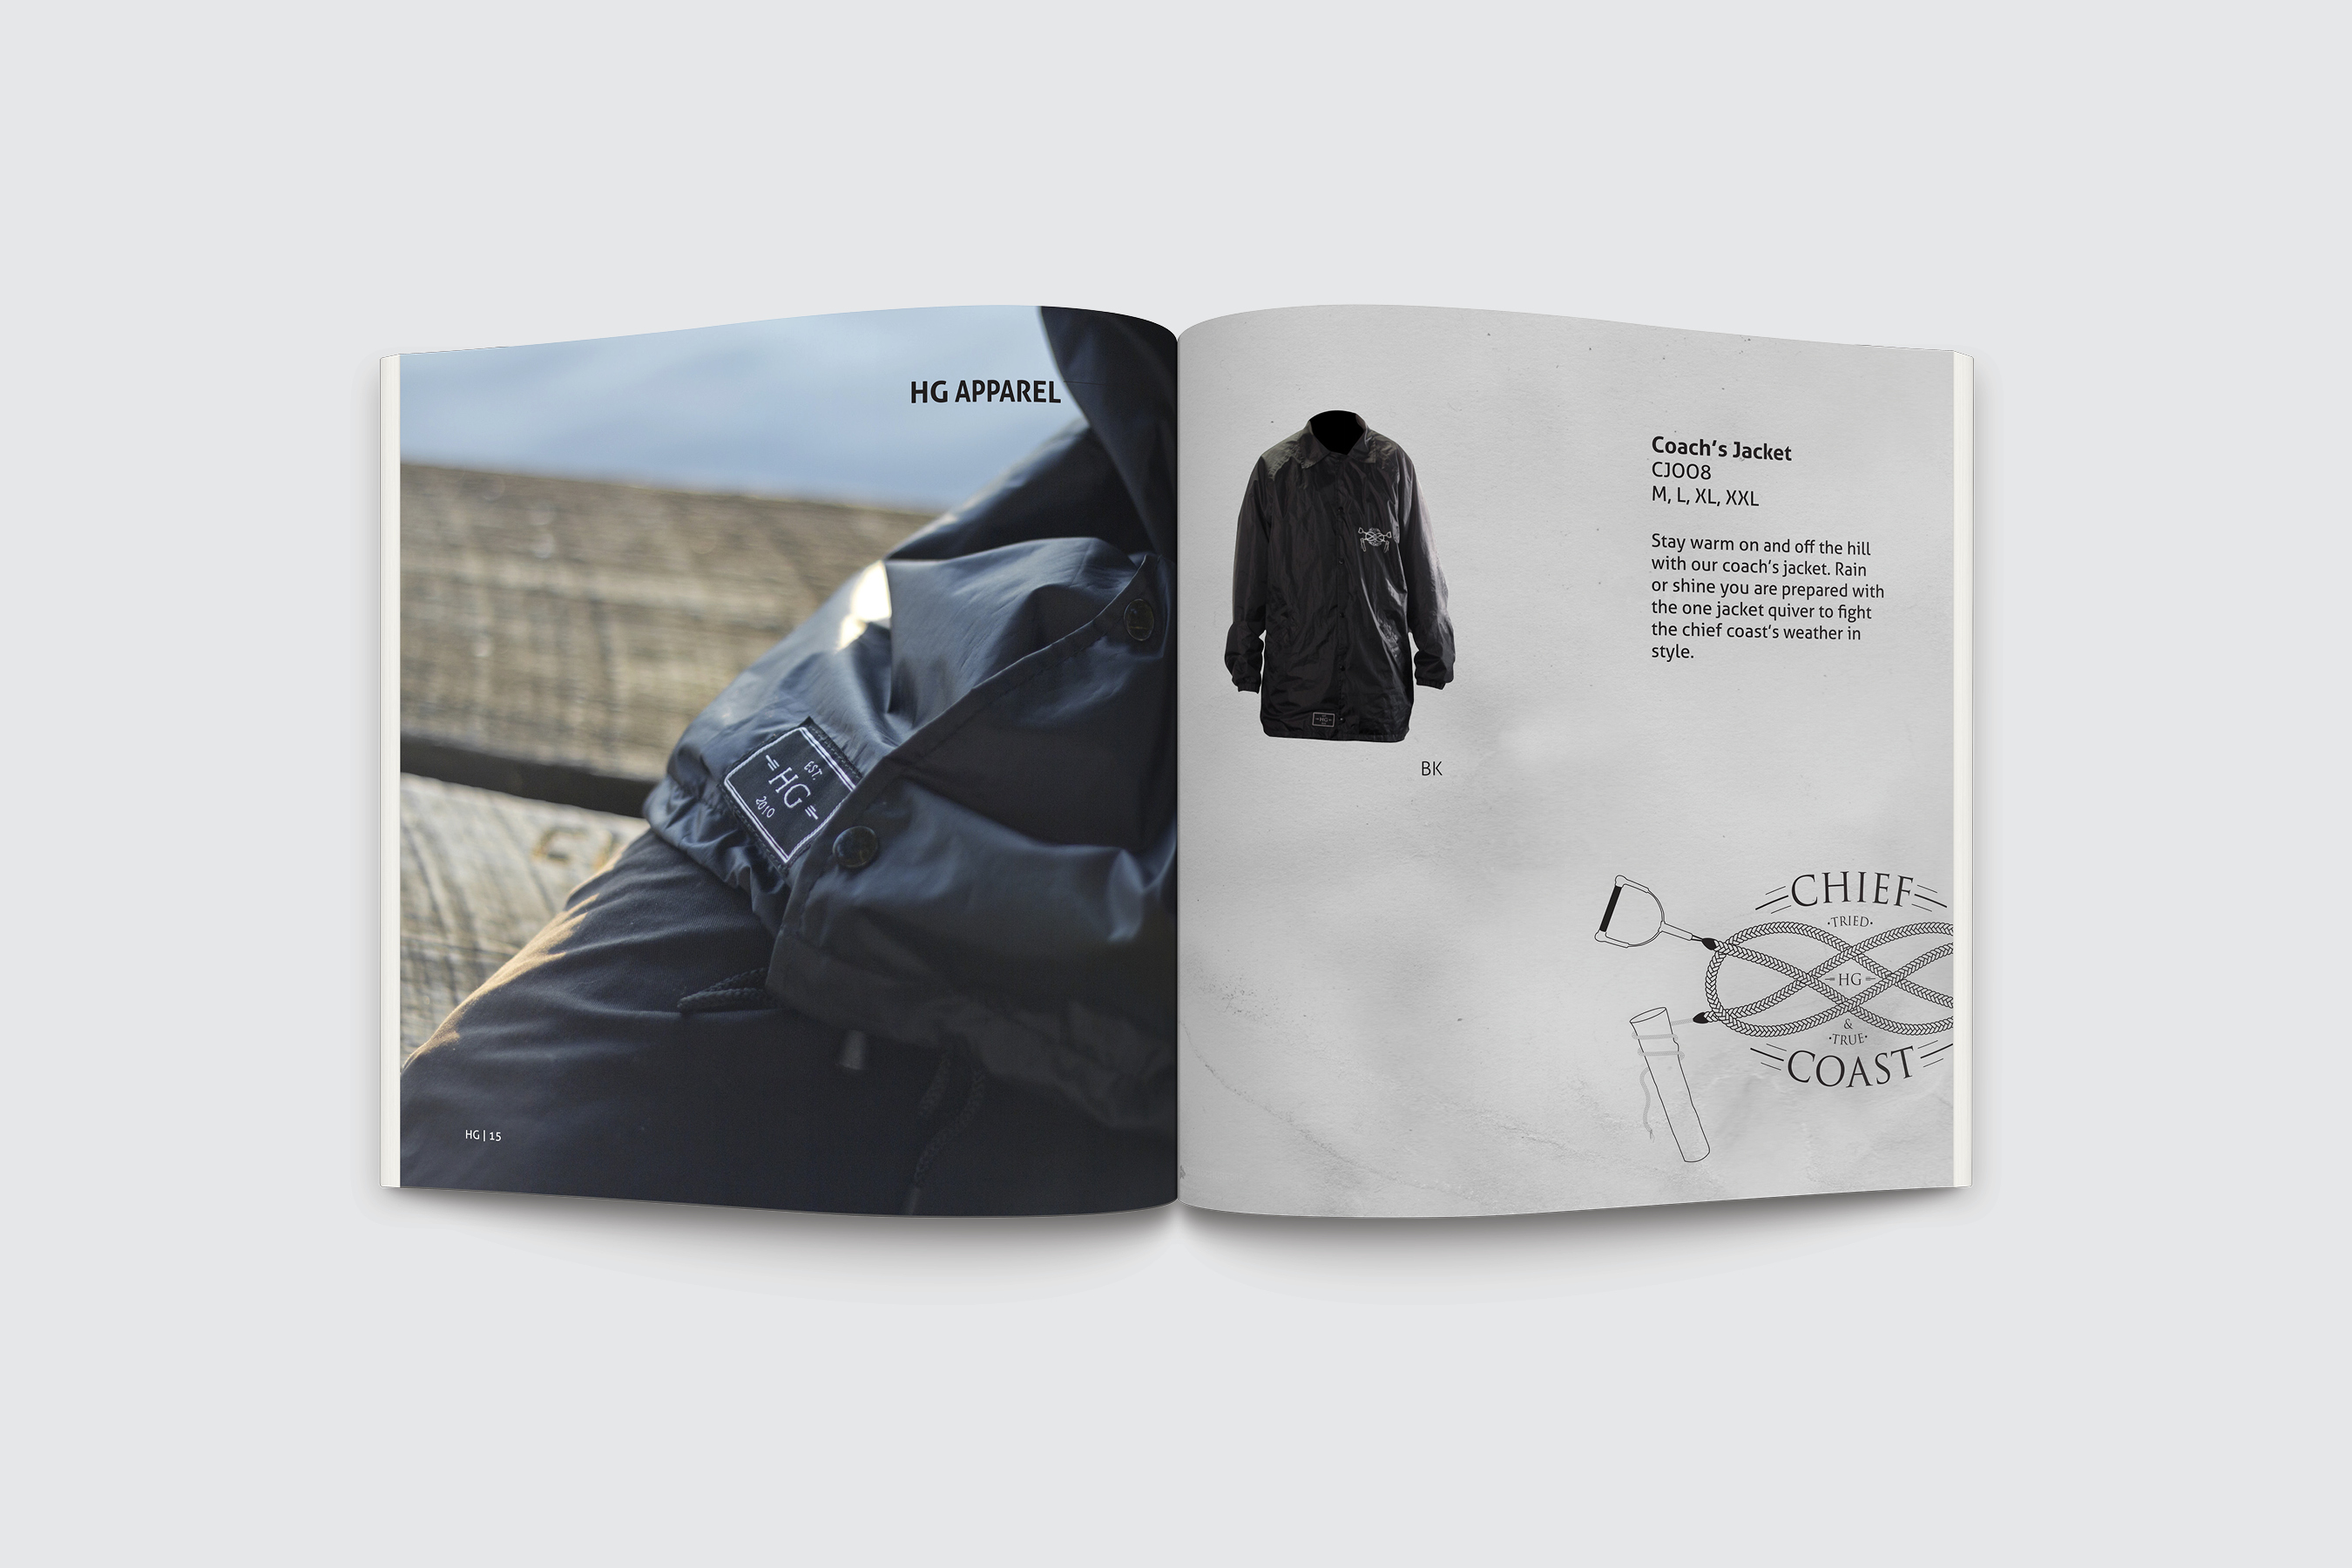 HG APPAREL
EST.
HG
2010
HG | 15
Coach's Jacket
CJ008
M, L, XL, XXL
Stay warm on and off the hill
with our coach's jacket. Rain
or shine you are prepared with
the one jacket quiver to fight
the chief coast's weather in
style.
HG
BK
CHIEF
·TRIED·
HG
&
·TRUE·
COAST